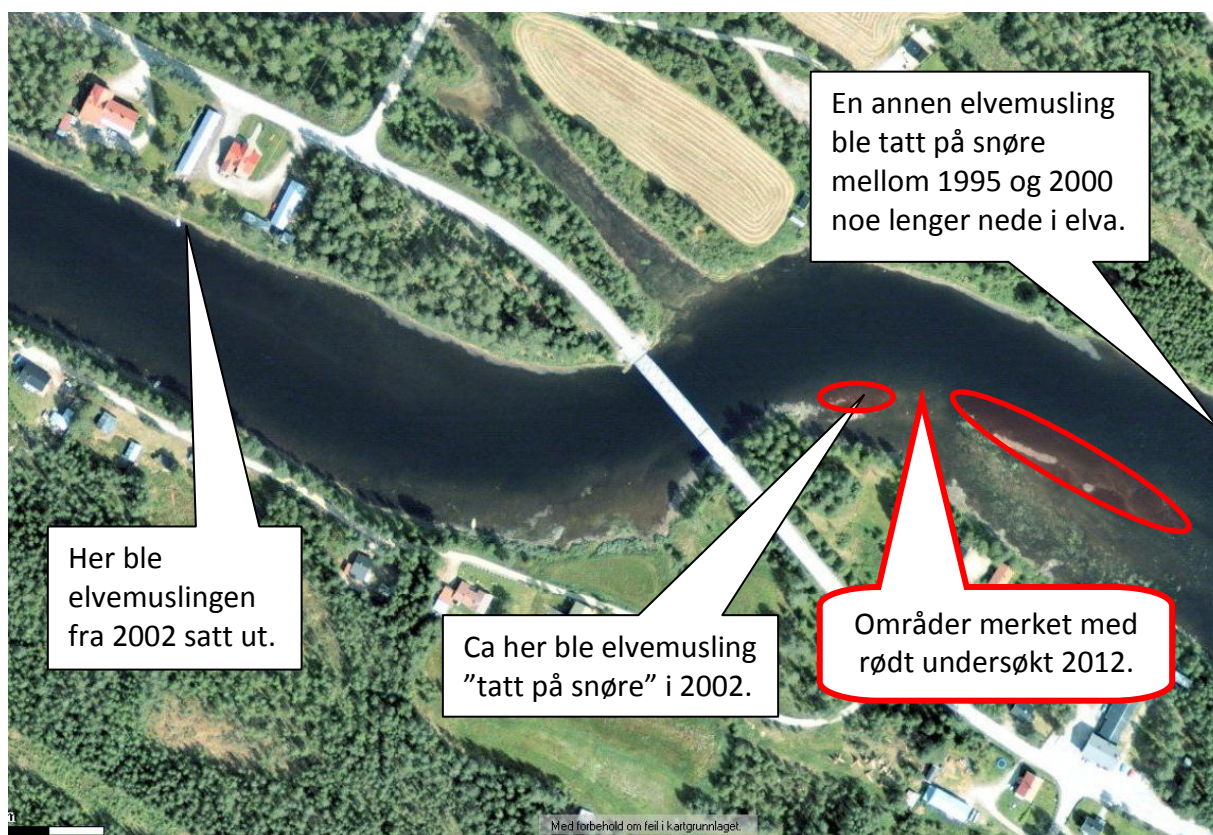 En annen elvemusling
ble tatt på snøre
mellom 1995 og 2000
noe lenger nede i elva.
Her ble
elvemuslingen
fra 2002 satt ut.
Ca her ble elvemusling
”tatt på snøre” i 2002.
Områder merket med
rødt undersøkt 2012.
m
Med forbehold om feil i kartgrunnlaget.